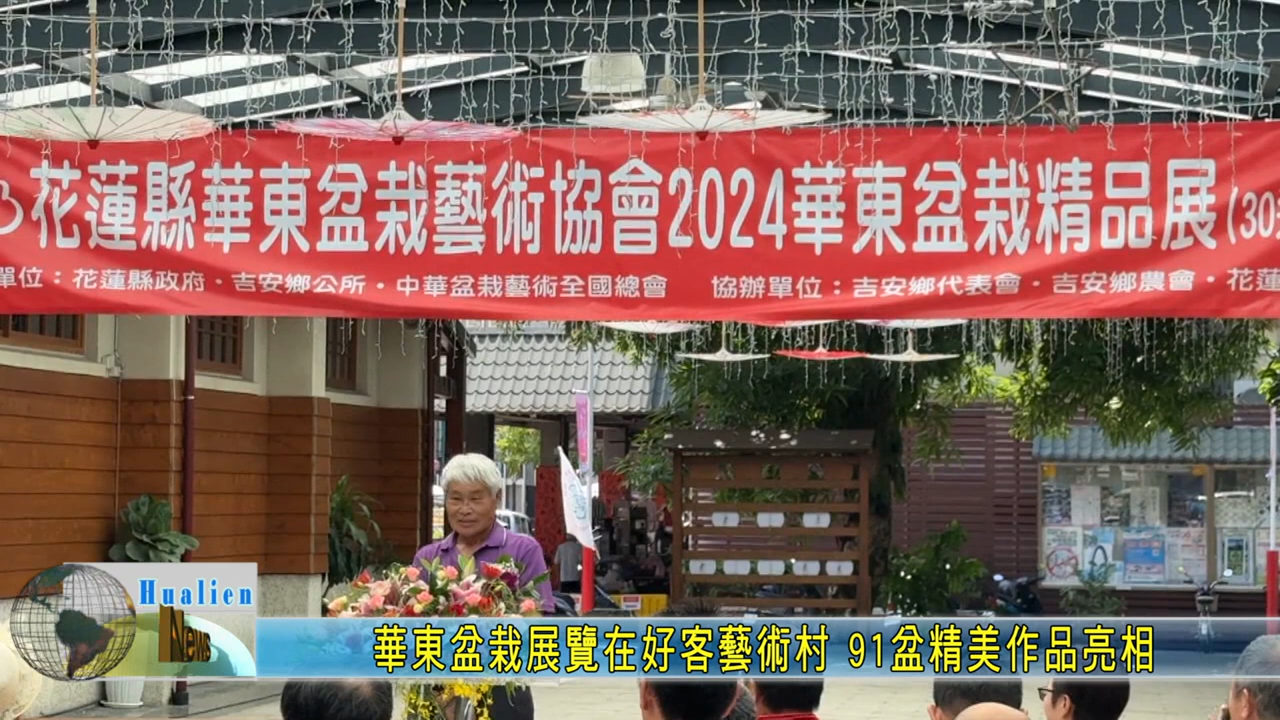 花蓮縣華東盆栽藝術協會2024華東盆栽精品展(30
單位：花蓮縣政府・吉安鄉公所・中華盆栽藝術全國總會 協辦單位：吉安鄉代表會・吉安鄉農會・花蓮
Hualien
News
華東盆栽展覽在好客藝術村 91盆精美作品亮相